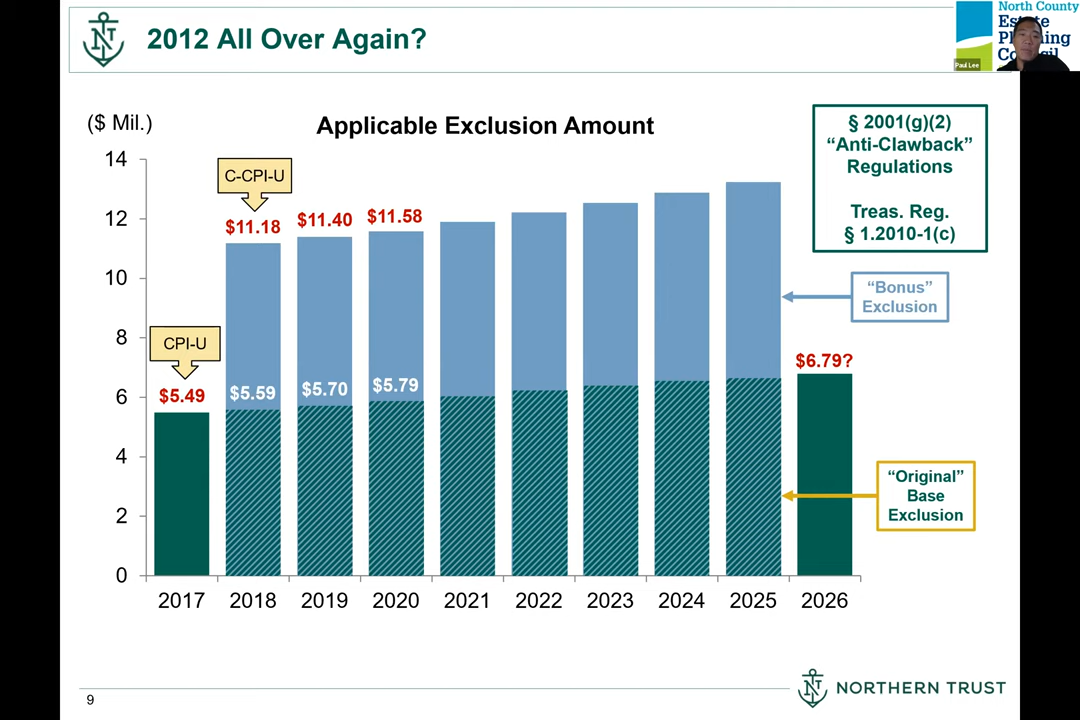 2012 All Over Again?
North County
Estate
Planning
Council
Paul Lee
($ Mil.)
Applicable Exclusion Amount
§ 2001(g)(2)
“Anti-Clawback”
Regulations
Treas. Reg.
§ 1.2010-1(c)
14
12
10
8
6
4
2
0
C-CPI-U
$11.18
$11.40
$11.58
“Bonus”
Exclusion
CPI-U
$6.79?
$5.49
$5.59
$5.70
$5.79
“Original”
Base
Exclusion
2017 2018 2019 2020 2021 2022 2023 2024 2025 2026
9
NORTHERN TRUST